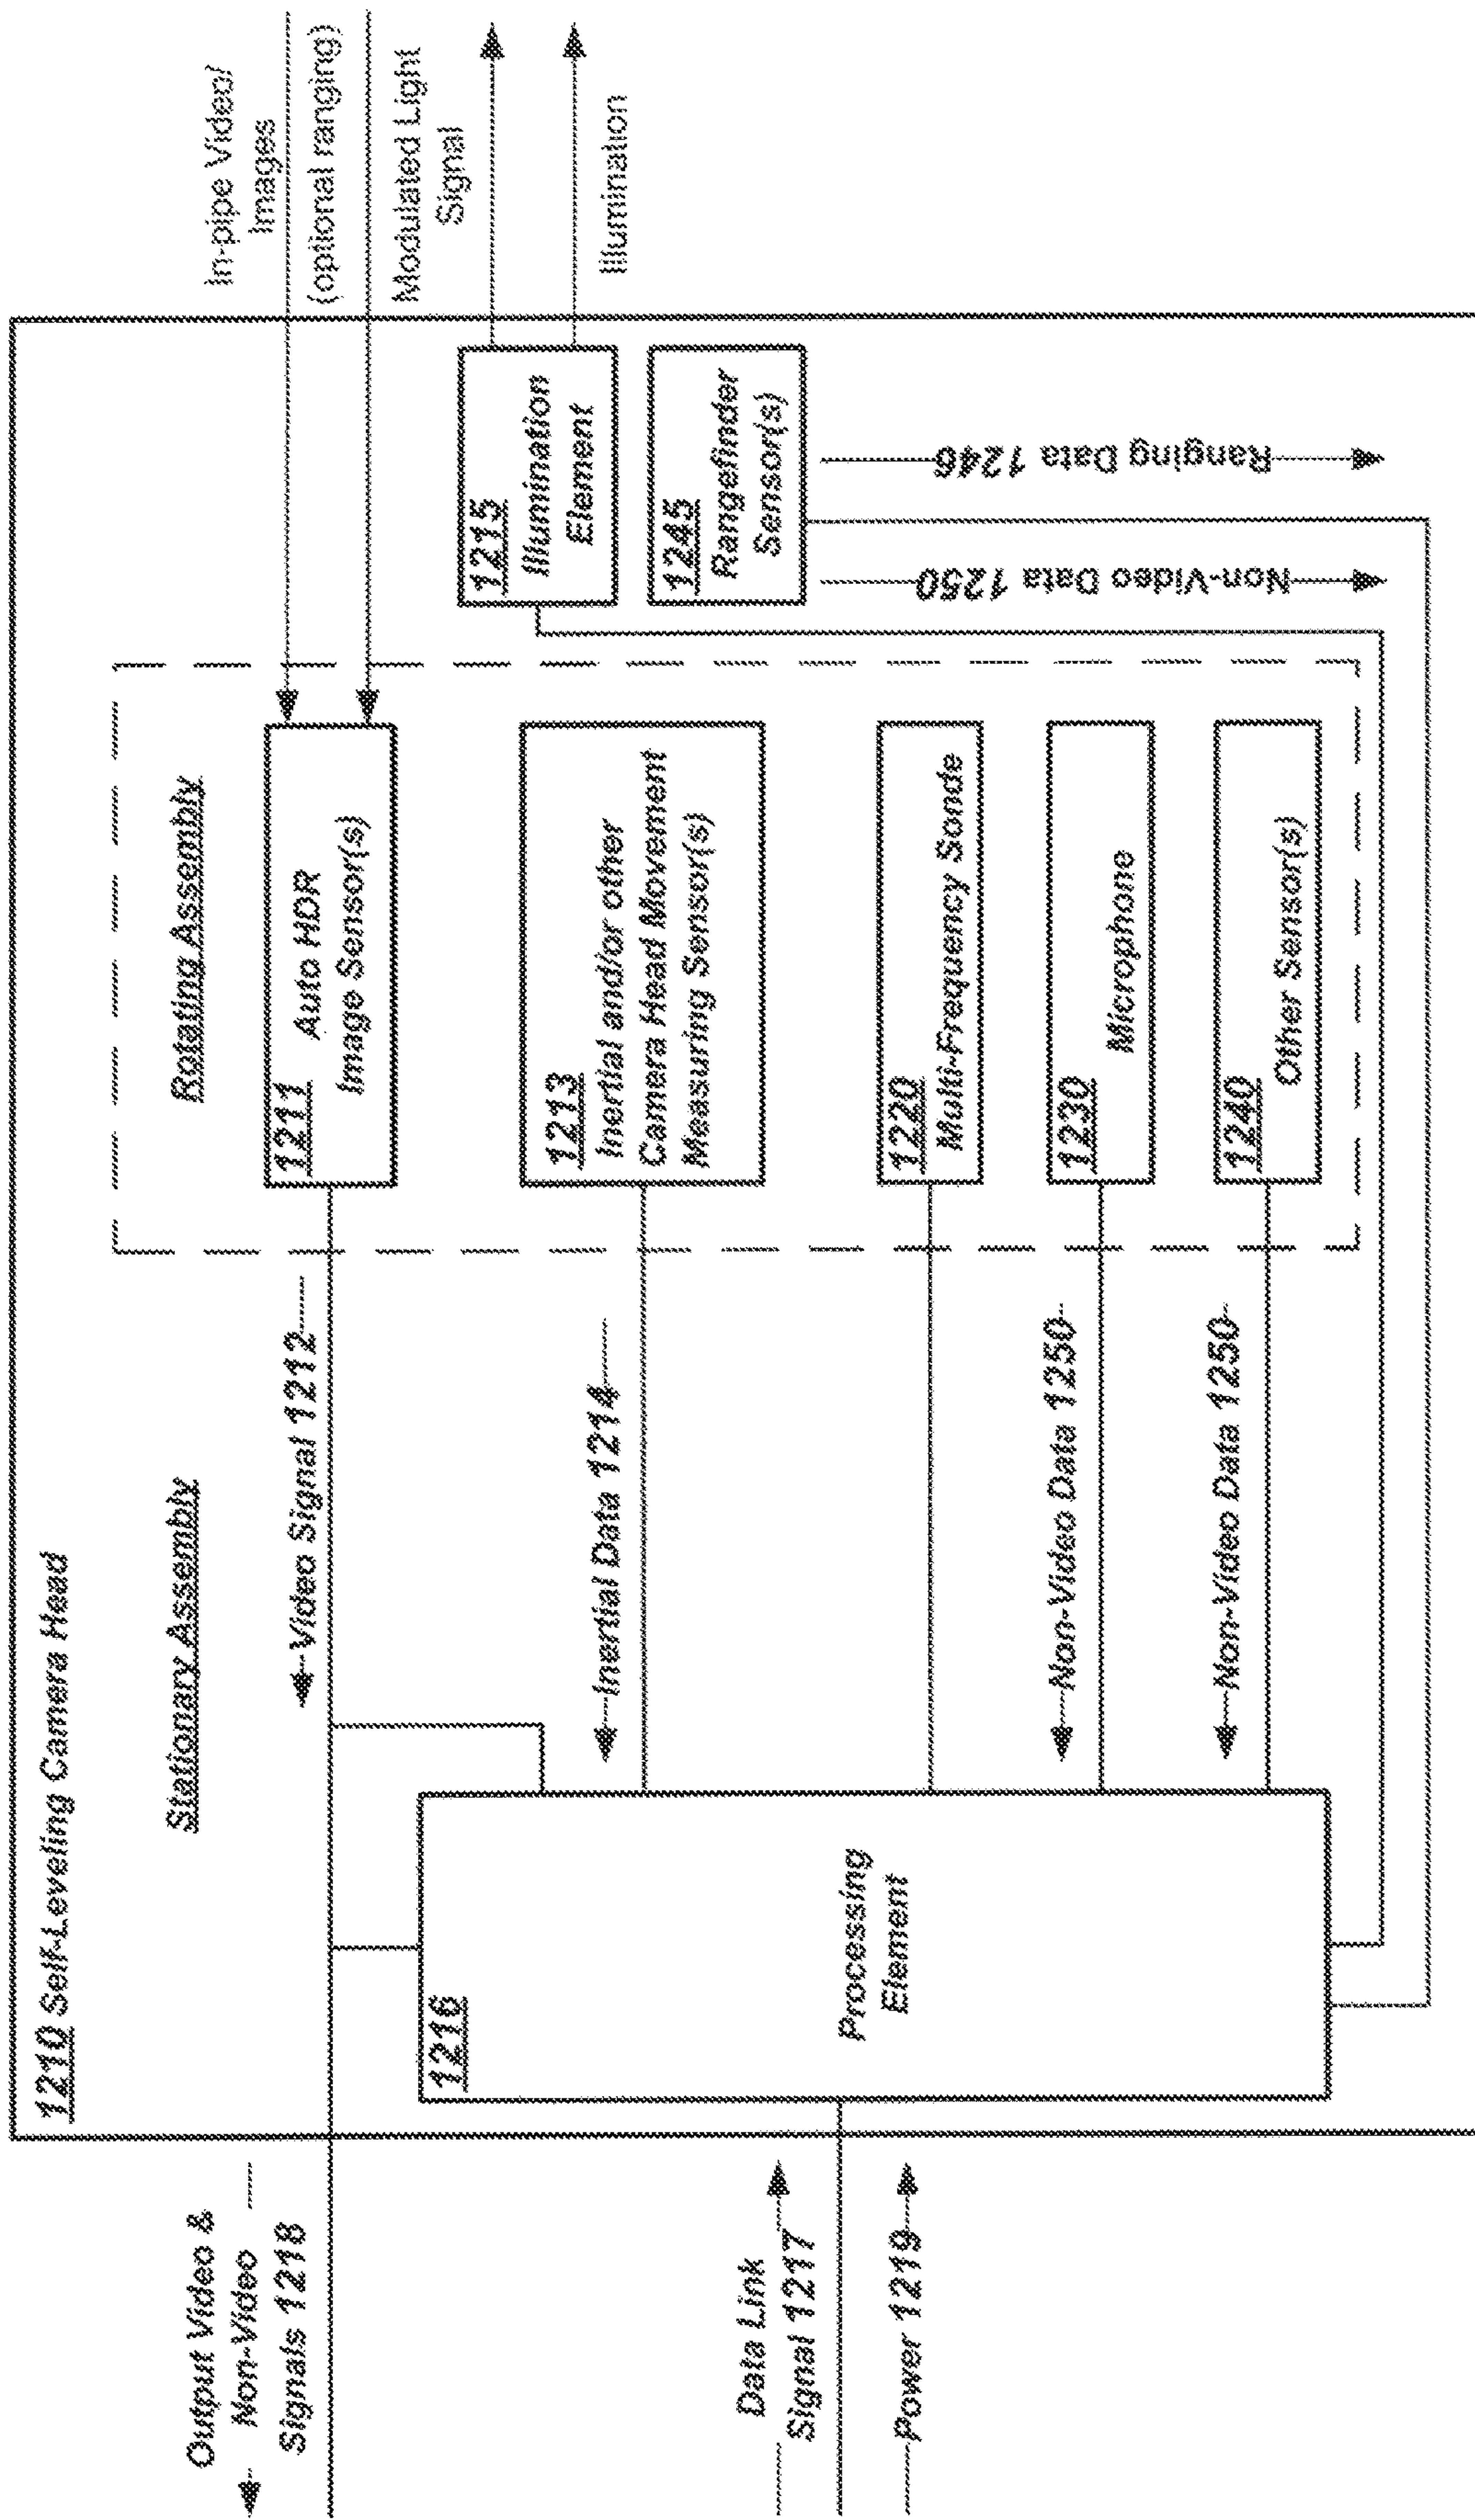 1210 Self-Leveling Camera Head
Stationary Assembly
Rotating Assembly
Output Video &
Non-Video
Signals 1218
Video Signal 1212
1211
Auto HDR
Image Sensor(s)
In-pipe Video/
Images
(optional ranging)
Modulated Light
Signal
Illumination
1215
Illumination
Element
1245
Rangefinder
Sensor(s)
Inertial Data 1214
1213
Inertial and/or other
Camera Head Movement
Measuring Sensor(s)
1216
Processing
Element
Data Link
Signal 1217
Power 1219
1220
Multi-Frequency Sonde
Non-Video Data 1250
1230
Microphone
Non-Video Data 1250
1240
Other Sensor(s)
Non-Video Data 1250
Ranging Data 1246